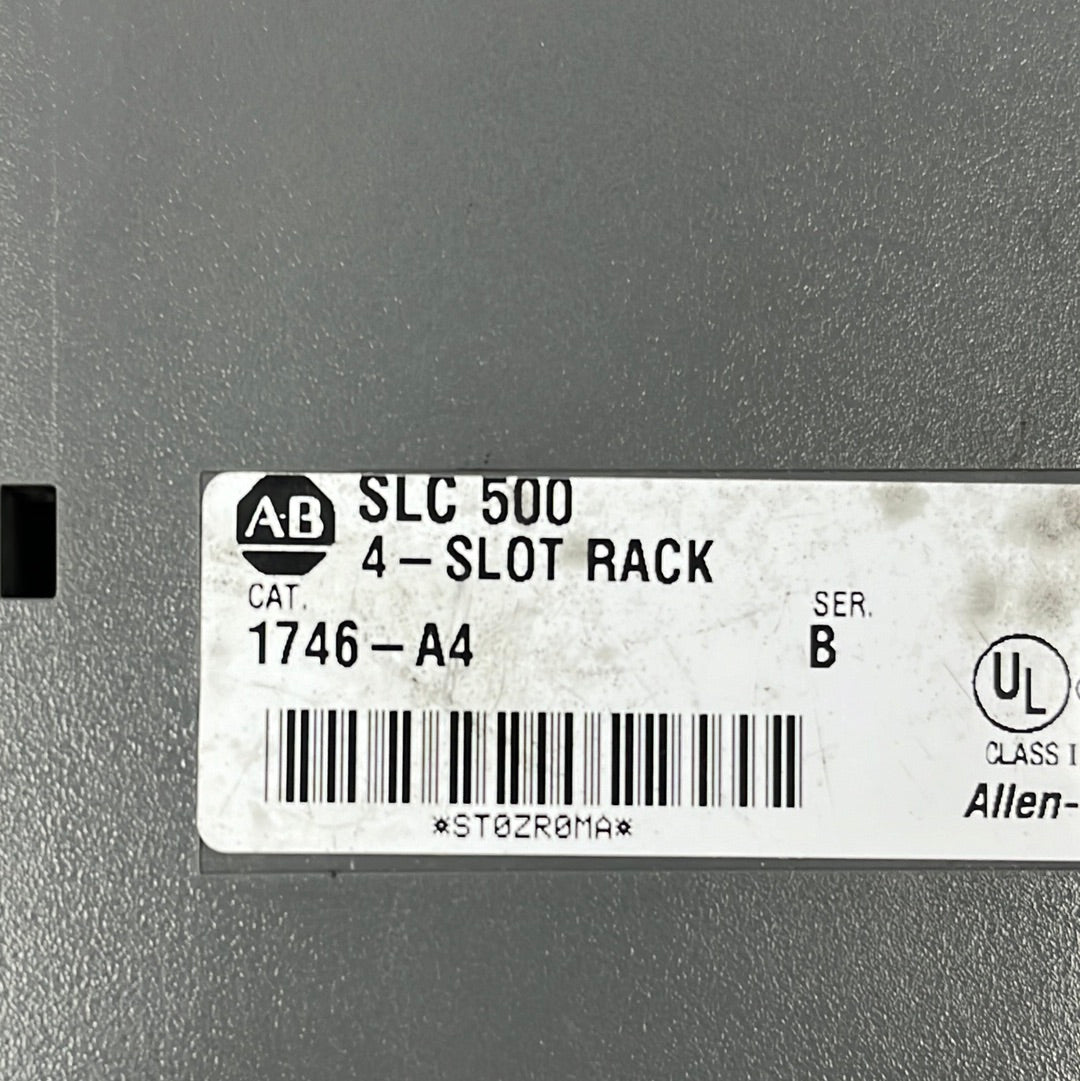 A-B
SLC 500
4-SLOT RACK
CAT.
1746-A4
SER.
B
*ST0ZR0MA*
UL
CLASS I
Allen-